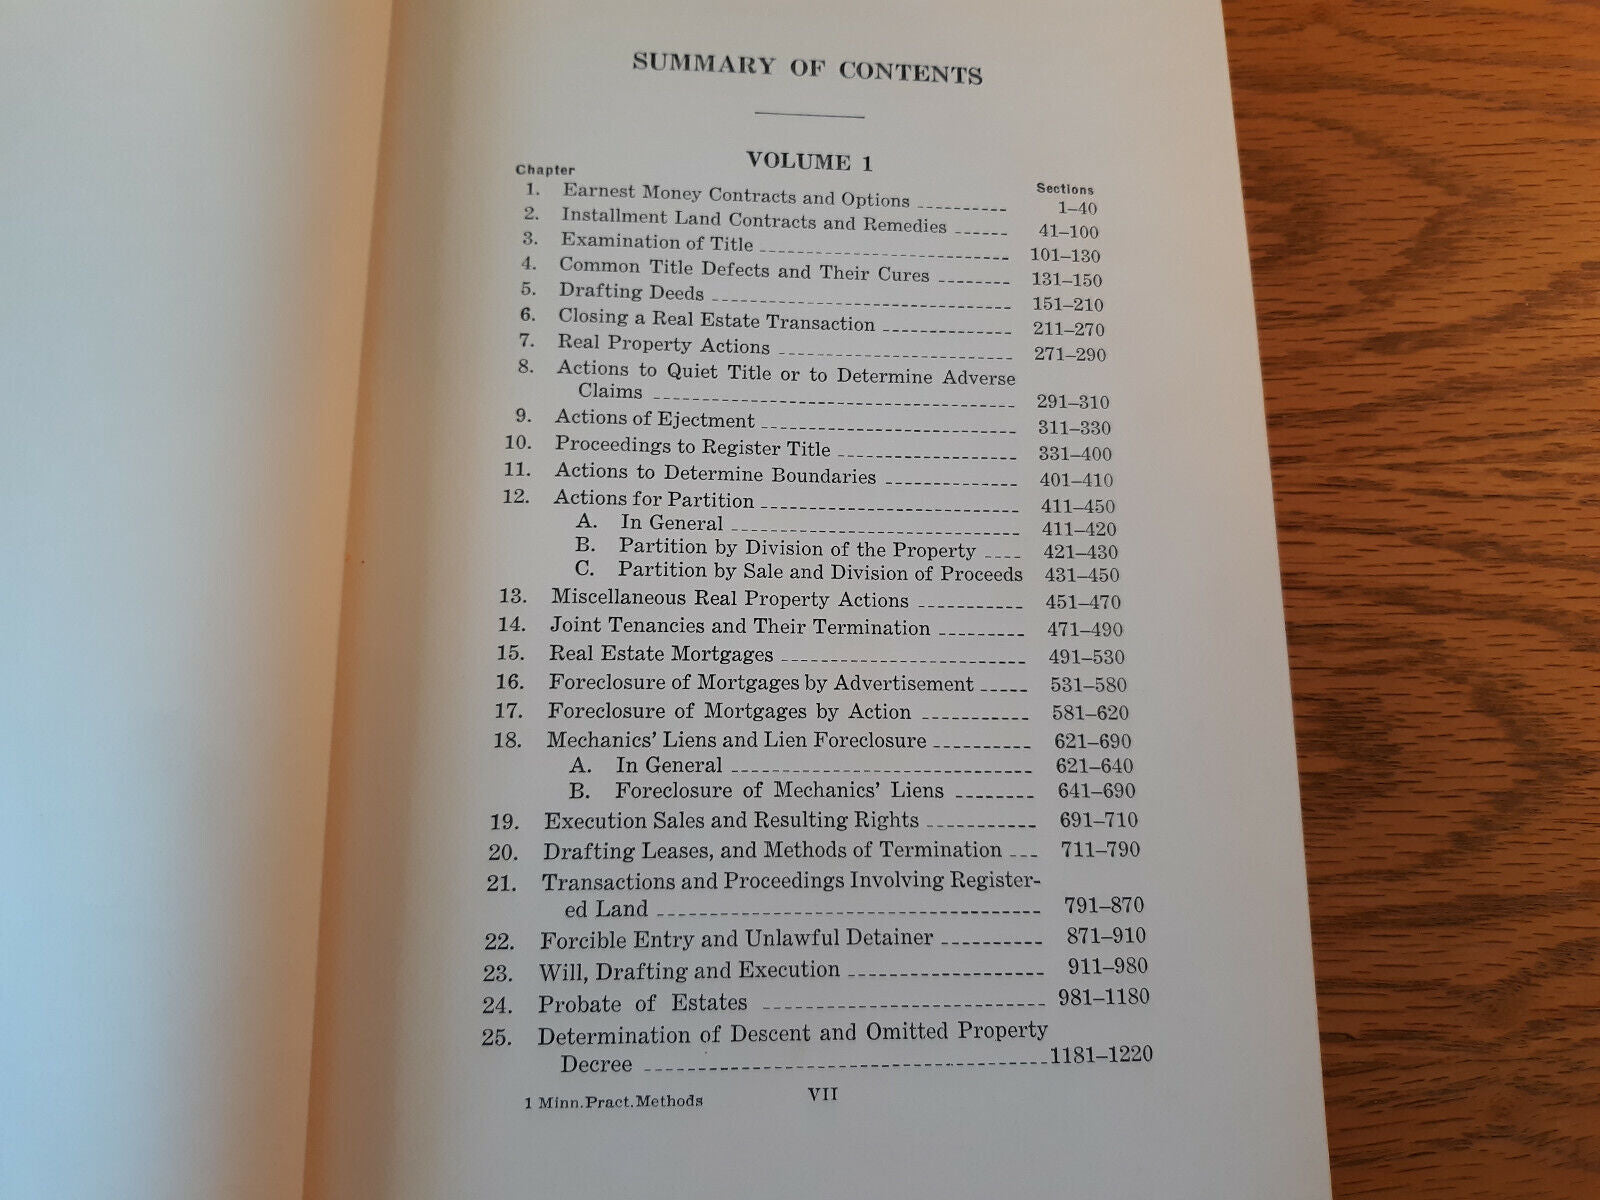 SUMMARY OF CONTENTS
VOLUME 1
Chapter Sections
1. Earnest Money Contracts and Options 1–40
2. Installment Land Contracts and Remedies 41–100
3. Examination of Title 101–130
4. Common Title Defects and Their Cures 131–150
5. Drafting Deeds 151–210
6. Closing a Real Estate Transaction 211–270
7. Real Property Actions 271–290
8. Actions to Quiet Title or to Determine Adverse
Claims 291–310
9. Actions of Ejectment 311–330
10. Proceedings to Register Title 331–400
11. Actions to Determine Boundaries 401–410
12. Actions for Partition 411–450
A. In General 411–420
B. Partition by Division of the Property 421–430
C. Partition by Sale and Division of Proceeds 431–450
13. Miscellaneous Real Property Actions 451–470
14. Joint Tenancies and Their Termination 471–490
15. Real Estate Mortgages 491–530
16. Foreclosure of Mortgages by Advertisement 531–580
17. Foreclosure of Mortgages by Action 581–620
18. Mechanics' Liens and Lien Foreclosure 621–690
A. In General 621–640
B. Foreclosure of Mechanics' Liens 641–690
19. Execution Sales and Resulting Rights 691–710
20. Drafting Leases, and Methods of Termination 711–790
21. Transactions and Proceedings Involving Register-
ed Land 791–870
22. Forcible Entry and Unlawful Detainer 871–910
23. Will, Drafting and Execution 911–980
24. Probate of Estates 981–1180
25. Determination of Descent and Omitted Property
Decree 1181–1220
1 Minn.Pract.Methods VII